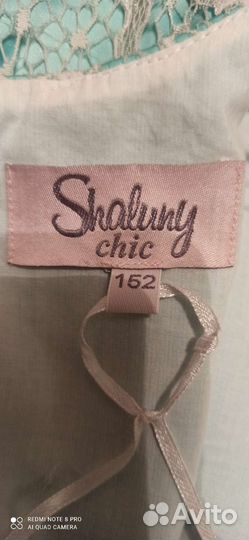 Shaluny
chic
152
REDMI NOTE 8 PRO
AI QUAD CAMERA
Avito